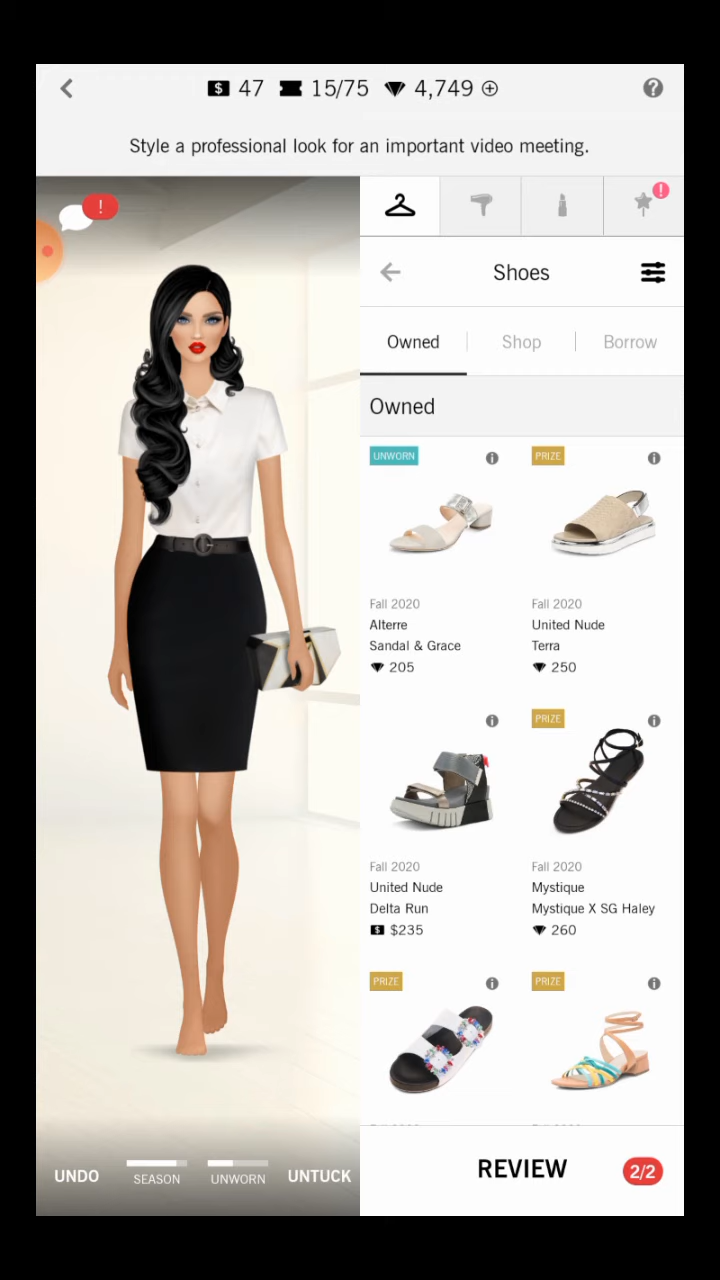 $ 47 15/75 4,749
Style a professional look for an important video meeting.
!
!
Shoes
Owned Shop Borrow
Owned
UNWORN
PRIZE
Fall 2020
Alterre
Sandal & Grace
205
Fall 2020
United Nude
Terra
250
PRIZE
Fall 2020
United Nude
Delta Run
$ $235
Fall 2020
Mystique
Mystique X SG Haley
260
PRIZE
PRIZE
UNDO
SEASON
UNWORN
UNTUCK
REVIEW
2/2